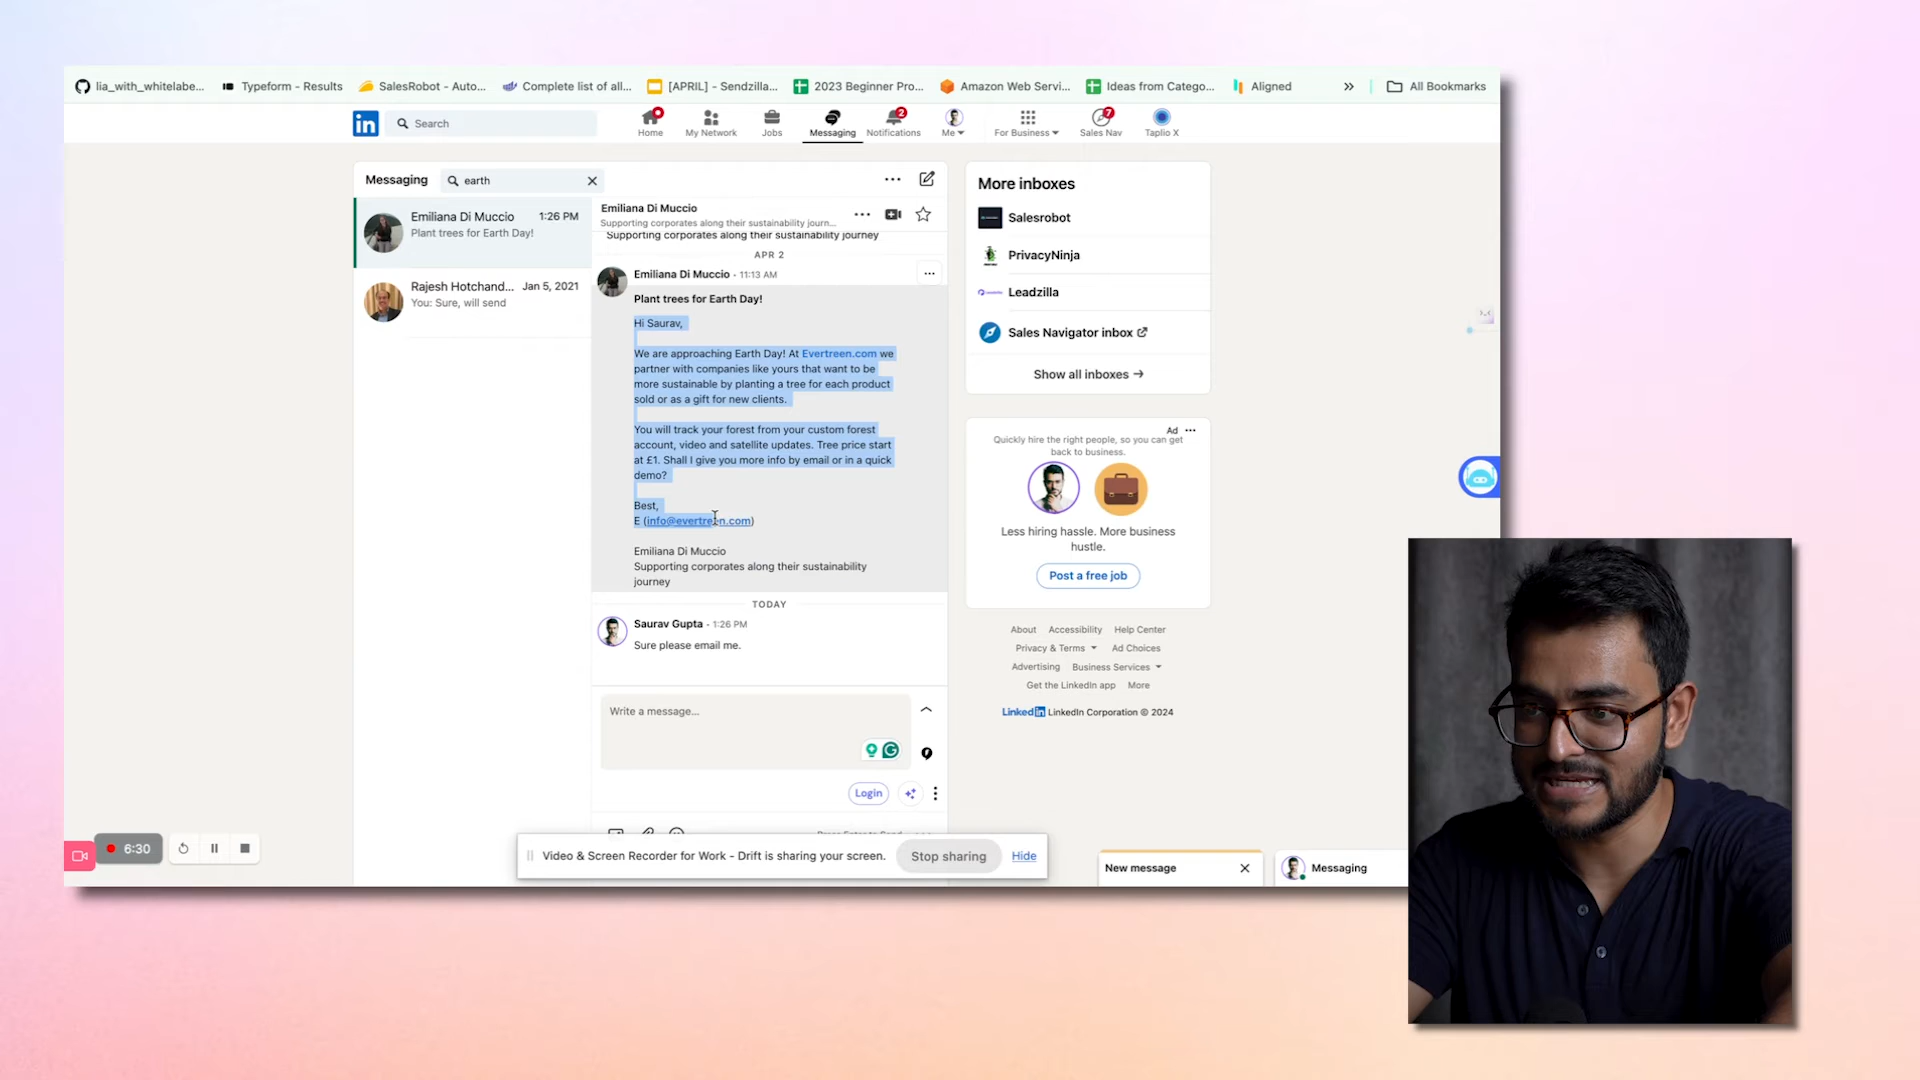 lia_with_whitelabe...
Typeform - Results
SalesRobot - Auto...
Complete list of all...
[APRIL] - Sendzilla...
2023 Beginner Pro...
Amazon Web Servi...
Ideas from Catego...
Aligned
»
All Bookmarks
in
Search
Home
My Network
Jobs
Messaging
2
Notifications
Me
For Business
7
Sales Nav
Taplio X
Messaging
earth
Emiliana Di Muccio
1:26 PM
Plant trees for Earth Day!
Rajesh Hotchand...
Jan 5, 2021
You: Sure, will send
Emiliana Di Muccio
Supporting corporates along their sustainability journ...
Supporting corporates along their sustainability journey
APR 2
Emiliana Di Muccio • 11:13 AM
Plant trees for Earth Day!
Hi Saurav,
We are approaching Earth Day! At Evertreen.com we
partner with companies like yours that want to be
more sustainable by planting a tree for each product
sold or as a gift for new clients.
You will track your forest from your custom forest
account, video and satellite updates. Tree price start
at £1. Shall I give you more info by email or in a quick
demo?
Best,
E (info@evertreen.com)
Emiliana Di Muccio
Supporting corporates along their sustainability
journey
TODAY
Saurav Gupta • 1:26 PM
Sure please email me.
Write a message...
Login
More inboxes
Salesrobot
PrivacyNinja
Leadzilla
Sales Navigator inbox
Show all inboxes →
Ad
Quickly hire the right people, so you can get
back to business.
Less hiring hassle. More business
hustle.
Post a free job
About
Accessibility
Help Center
Privacy & Terms
Ad Choices
Advertising
Business Services
Get the LinkedIn app
More
LinkedIn LinkedIn Corporation © 2024
6:30
Video & Screen Recorder for Work - Drift is sharing your screen.
Stop sharing
Hide
New message
Messaging